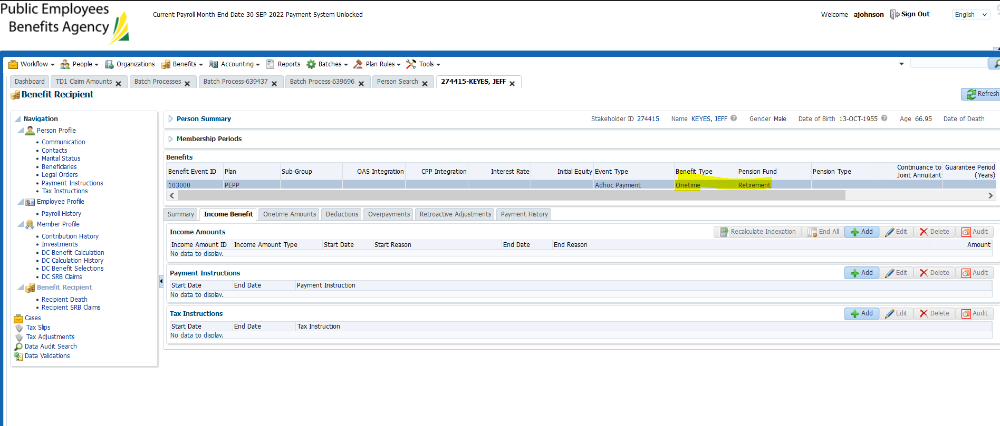 Public Employees
Benefits Agency
Current Payroll Month End Date 30-SEP-2022 Payment System Unlocked
Welcome ajohnson Sign Out English
Workflow People Organizations Benefits Accounting Reports Batches Plan Rules Tools
Dashboard TD1 Claim Amounts Batch Processes Batch Process-639437 Batch Process-639696 Person Search 274415-KEYES, JEFF
Benefit Recipient
Refresh
Navigation
Person Profile
Communication
Contacts
Marital Status
Beneficiaries
Legal Orders
Payment Instructions
Tax Instructions
Employee Profile
Payroll History
Member Profile
Contribution History
Investments
DC Benefit Calculation
DC Calculation History
DC Benefit Selections
DC SRB Claims
Benefit Recipient
Recipient Death
Recipient SRB Claims
Cases
Tax Slips
Tax Adjustments
Data Audit Search
Data Validations
Person Summary Stakeholder ID 274415 Name KEYES, JEFF Gender Male Date of Birth 13-OCT-1955 Age 66.95 Date of Death
Membership Periods
Benefits
Benefit Event ID Plan Sub-Group OAS Integration CPP Integration Interest Rate Initial Equity Event Type Benefit Type Pension Fund Pension Type Continuance to Joint Annuitant Guarantee Period (Years)
103000 PEPP Adhoc Payment Onetime Retirement
Summary Income Benefit Onetime Amounts Deductions Overpayments Retroactive Adjustments Payment History
Income Amounts Recalculate Indexation End All Add Edit Delete Audit
Income Amount ID Income Amount Type Start Date Start Reason End Date End Reason Amount
No data to display.
Payment Instructions Add Edit Delete Audit
Start Date End Date Payment Instruction
No data to display.
Tax Instructions Add Edit Delete Audit
Start Date End Date Tax Instruction
No data to display.